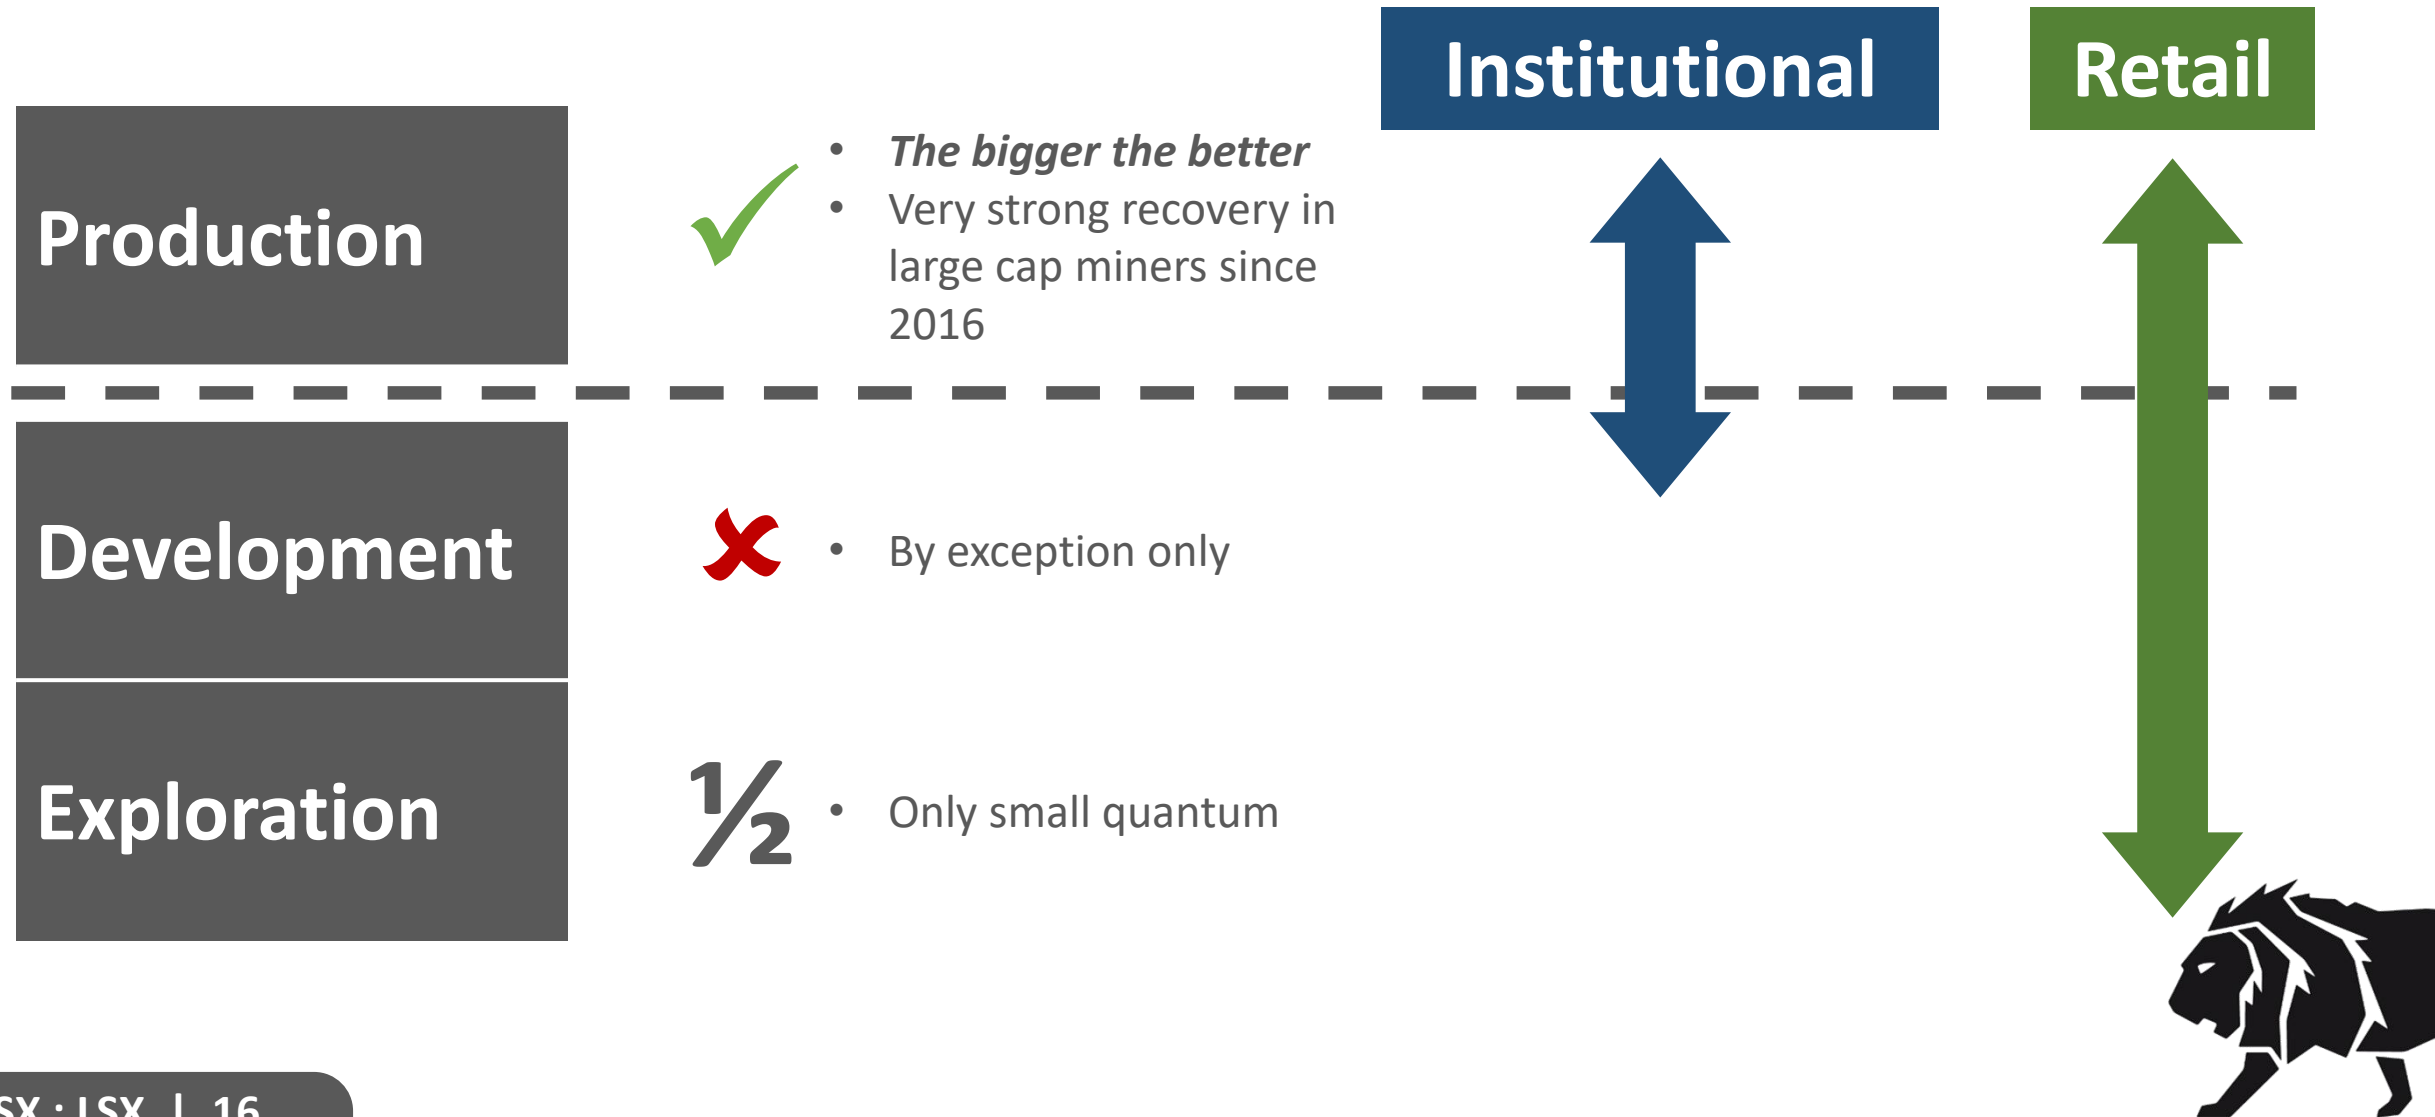 Institutional
Retail
Production
• The bigger the better
• Very strong recovery in
large cap miners since
2016
Development
• By exception only
Exploration
½
• Only small quantum
SX : LSX | 16